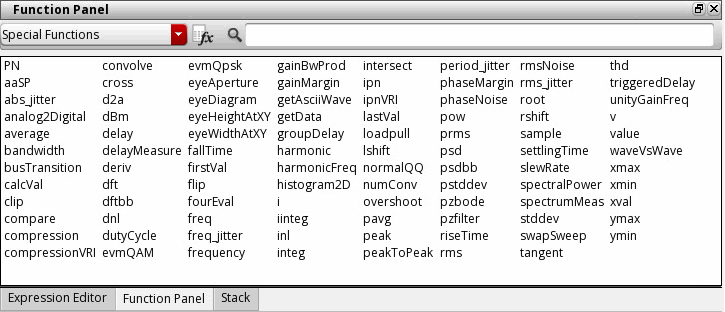 Function Panel
Special Functions
fx
PN convolve evmQpsk gainBwProd intersect period_jitter rmsNoise thd
aaSP cross eyeAperture gainMargin ipn phaseMargin rms_jitter triggeredDelay
abs_jitter d2a eyeDiagram getAsciiWave ipnVRI phaseNoise root unityGainFreq
analog2Digital dBm eyeHeightAtXY getData lastVal pow rshift v
average delay eyeWidthAtXY groupDelay loadpull prms sample value
bandwidth delayMeasure fallTime harmonic lshift psd settlingTime waveVsWave
busTransition deriv firstVal harmonicFreq normalQQ psdbb slewRate xmax
calcVal dft flip histogram2D numConv pstddev spectralPower xmin
clip dftbb fourEval i overshoot pzbode spectrumMeas xval
compare dnl freq iinteg pavg pzfilter stddev ymax
compression dutyCycle freq_jitter inl peak riseTime swapSweep ymin
compressionVRI evmQAM frequency integ peakToPeak rms tangent
Expression Editor Function Panel Stack